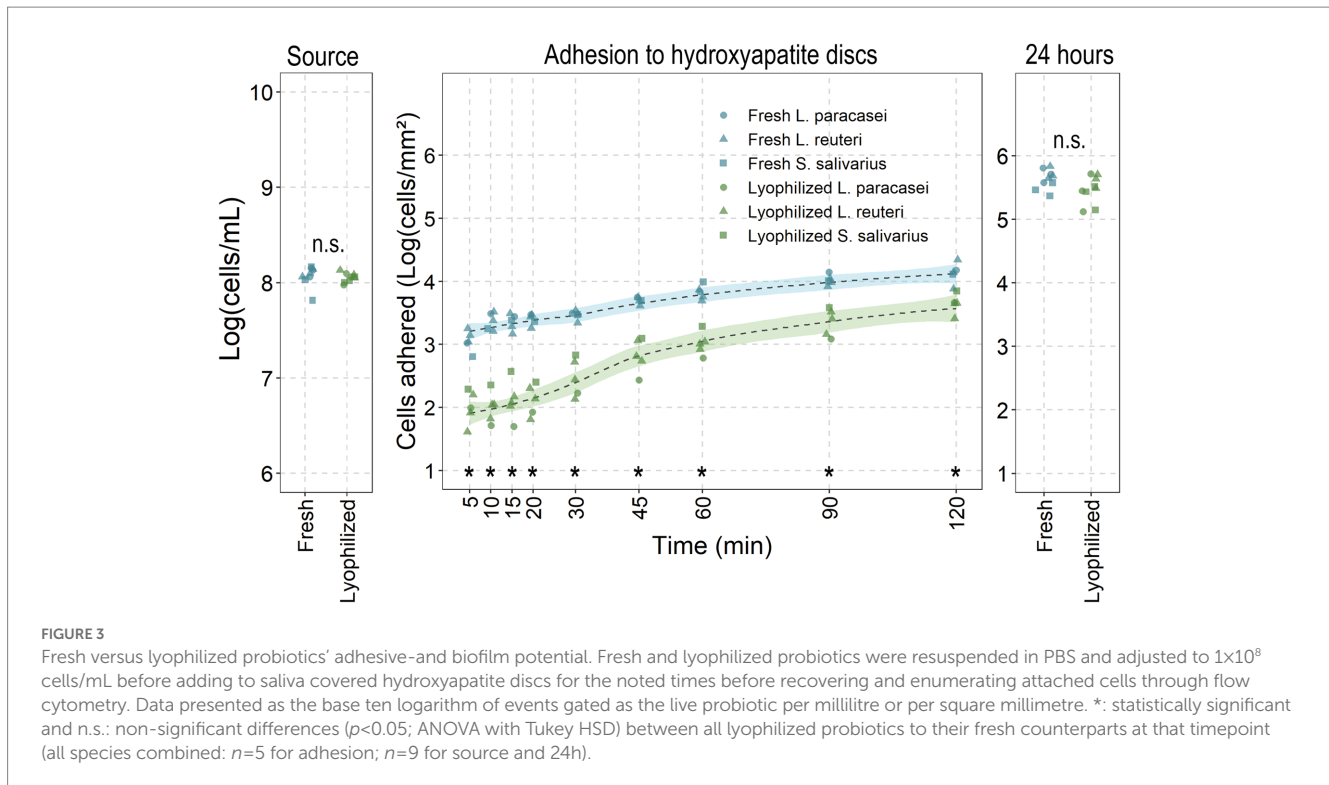 Source
Adhesion to hydroxyapatite discs
24 hours
Log(cells/mL)
10
9
8
7
6
n.s.
Fresh
Lyophilized
Cells adhered (Log(cells/mm²)
6
5
4
3
2
1
Fresh L. paracasei
Fresh L. reuteri
Fresh S. salivarius
Lyophilized L. paracasei
Lyophilized L. reuteri
Lyophilized S. salivarius
* * * * * * * * *
5 10 15 20 30 45 60 90 120
Time (min)
6
5
4
3
2
1
n.s.
Fresh
Lyophilized
FIGURE 3
Fresh versus lyophilized probiotics’ adhesive-and biofilm potential. Fresh and lyophilized probiotics were resuspended in PBS and adjusted to 1×10⁸
cells/mL before adding to saliva covered hydroxyapatite discs for the noted times before recovering and enumerating attached cells through flow
cytometry. Data presented as the base ten logarithm of events gated as the live probiotic per millilitre or per square millimetre. *: statistically significant
and n.s.: non-significant differences (p<0.05; ANOVA with Tukey HSD) between all lyophilized probiotics to their fresh counterparts at that timepoint
(all species combined: n=5 for adhesion; n=9 for source and 24h).